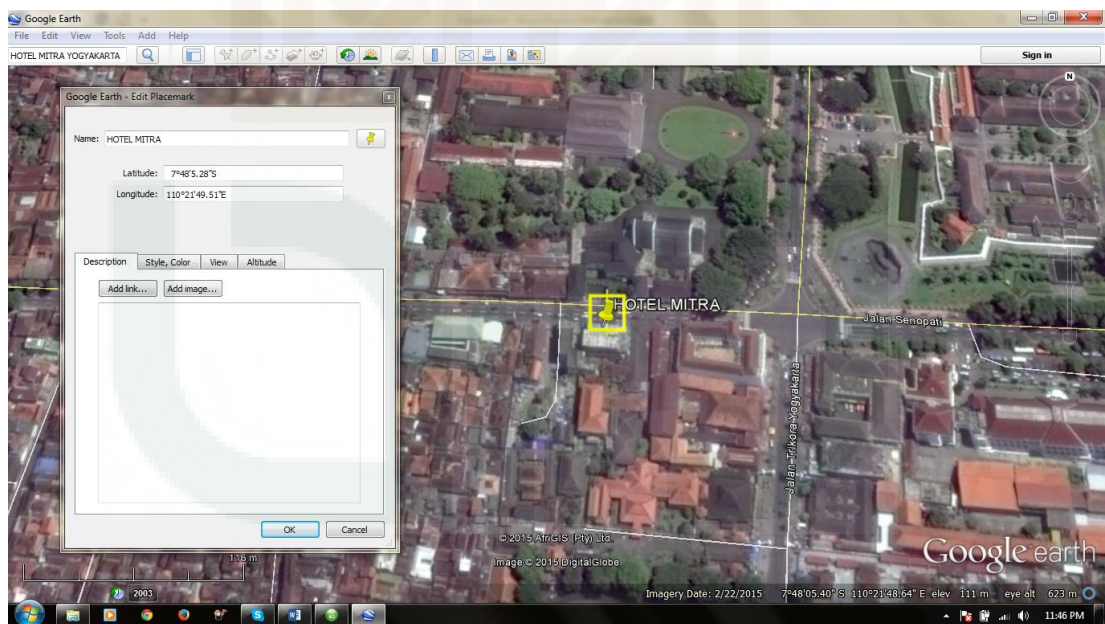 Google Earth
File Edit View Tools Add Help
HOTEL MITRA YOGYAKARTA
Sign in
Google Earth - Edit Placemark
Name: HOTEL MITRA
Latitude: 7°48'5.28"S
Longitude: 110°21'49.51"E
Description Style, Color View Altitude
Add link... Add image...
OK Cancel
N
HOTEL MITRA
Jalan Senopati
Jalan Trikora Yogyakarta
© 2015 AfriGIS (Pty) Ltd.
Image © 2015 DigitalGlobe
Google earth
116 m
2003
Imagery Date: 2/22/2015 7°48'05.40" S 110°21'48.64" E elev 111 m eye alt 623 m
11:46 PM